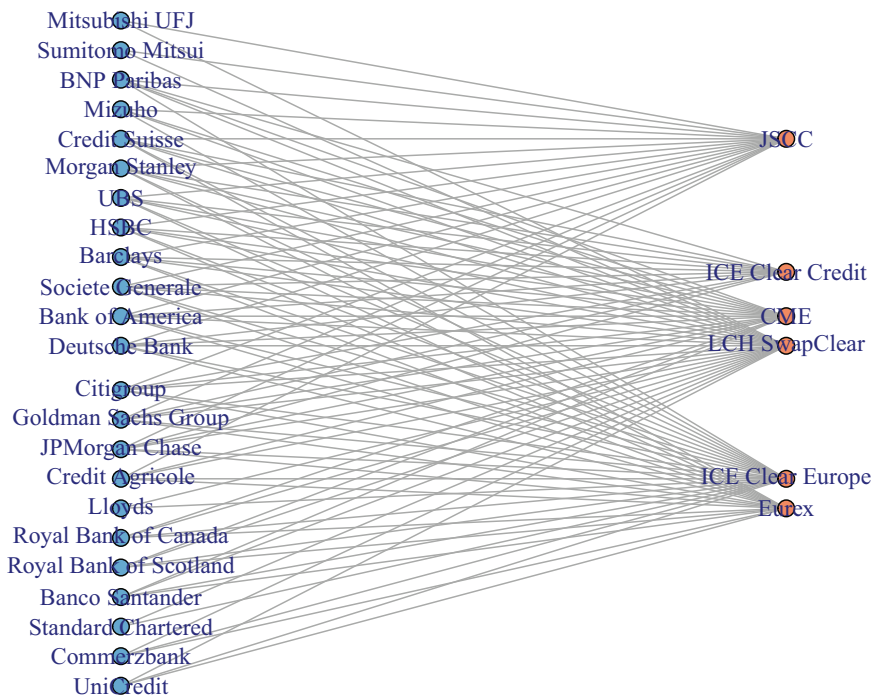 Mitsubishi UFJ
Sumitomo Mitsui
BNP Paribas
Mizuho
Credit Suisse
Morgan Stanley
UBS
HSBC
Barclays
Societe Generale
Bank of America
Deutsche Bank
Citigroup
Goldman Sachs Group
JPMorgan Chase
Credit Agricole
Lloyds
Royal Bank of Canada
Royal Bank of Scotland
Banco Santander
Standard Chartered
Commerzbank
UniCredit
JSCC
ICE Clear Credit
CME
LCH SwapClear
ICE Clear Europe
Eurex